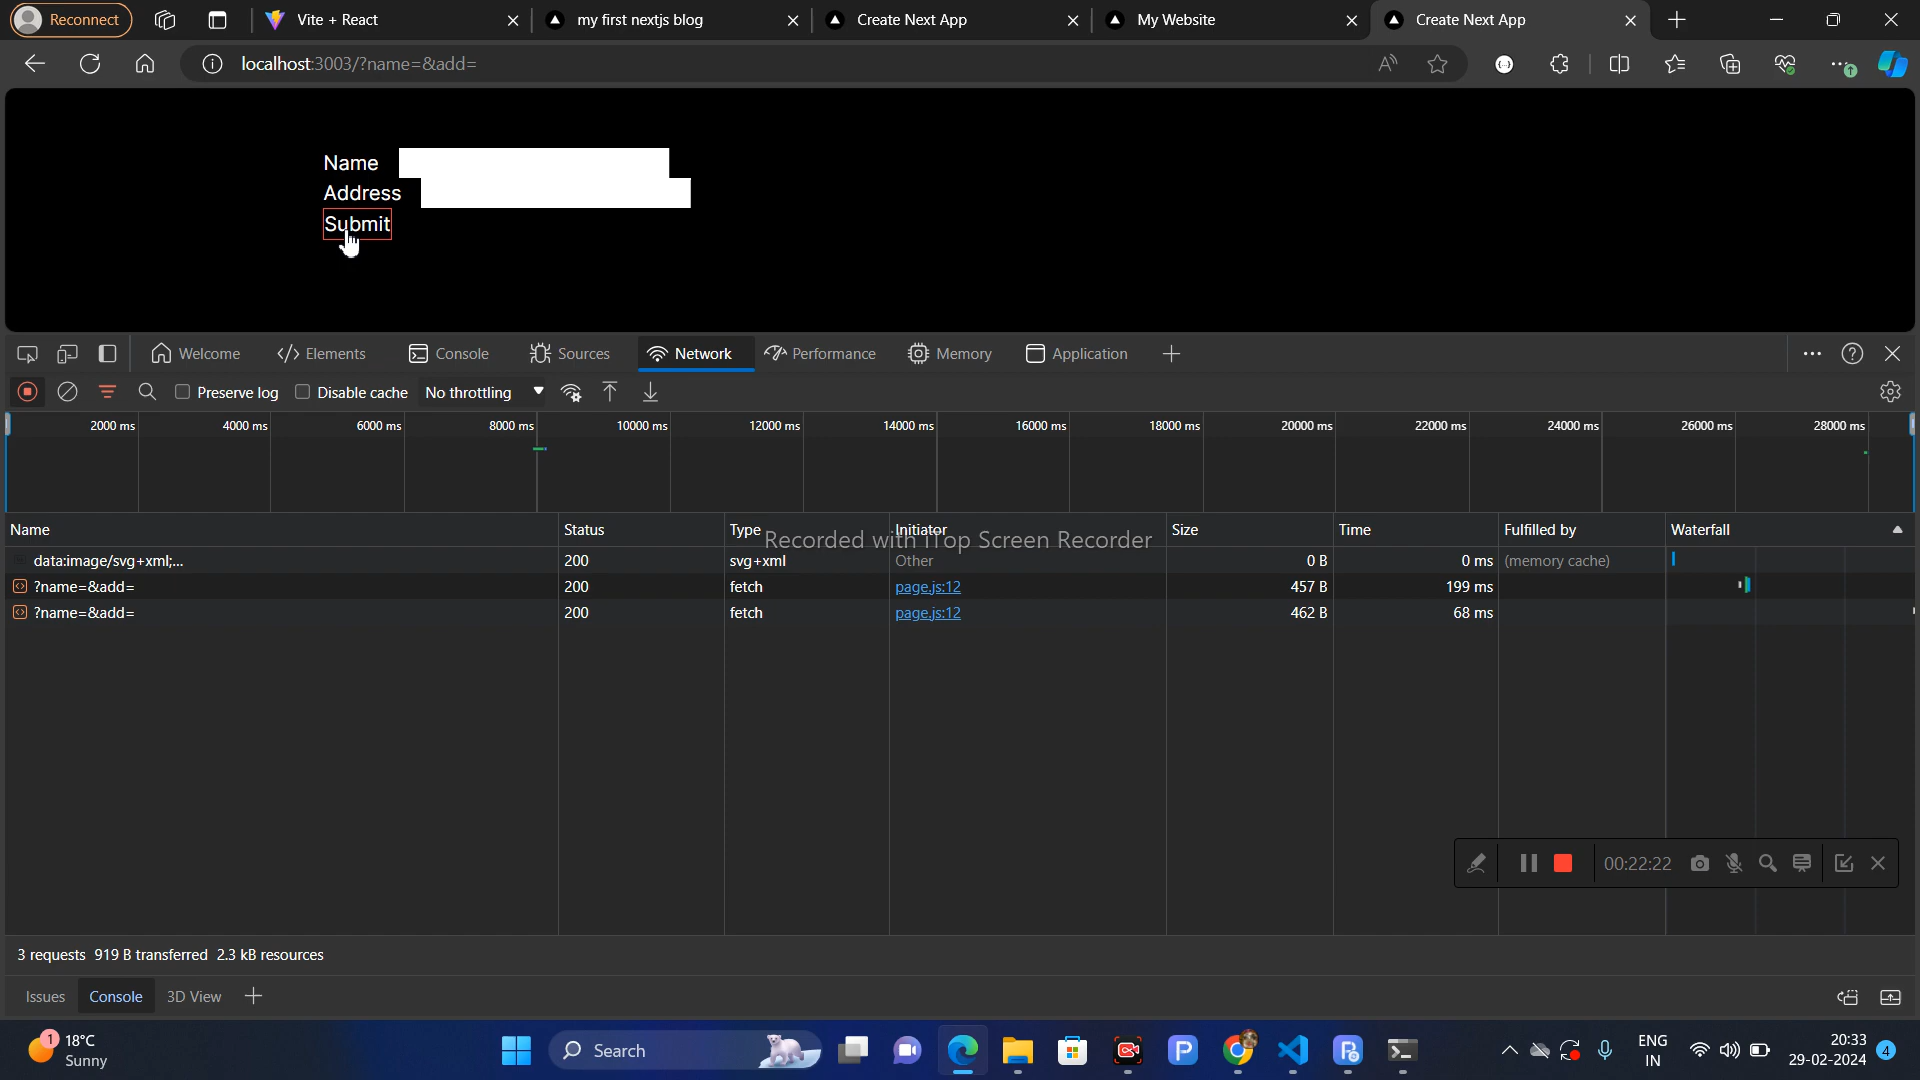 Reconnect
Vite + React
my first nextjs blog
Create Next App
My Website
Create Next App
localhost:3003/?name=&add=
Name
Address
Submit
Welcome
Elements
Console
Sources
Network
Performance
Memory
Application
Preserve log
Disable cache
No throttling
2000 ms
4000 ms
6000 ms
8000 ms
10000 ms
12000 ms
14000 ms
16000 ms
18000 ms
20000 ms
22000 ms
24000 ms
26000 ms
28000 ms
Name Status Type Initiator Size Time Fulfilled by Waterfall
Recorded with iTop Screen Recorder
data:image/svg+xml;... 200 svg+xml Other 0 B 0 ms (memory cache)
?name=&add= 200 fetch page.js:12 457 B 199 ms
?name=&add= 200 fetch page.js:12 462 B 68 ms
00:22:22
3 requests 919 B transferred 2.3 kB resources
Issues
Console
3D View
1
18°C
Sunny
Search
ENG
IN
20:33
29-02-2024
4